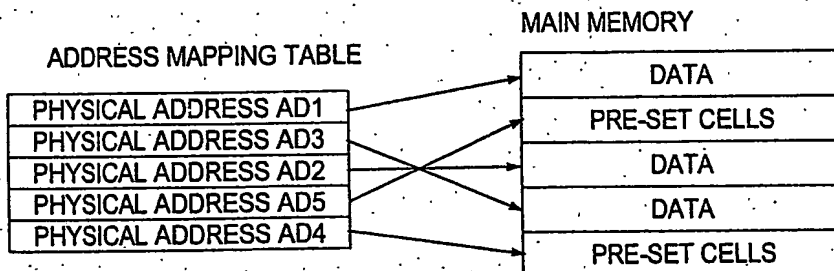 MAIN MEMORY
ADDRESS MAPPING TABLE
PHYSICAL ADDRESS AD1
PHYSICAL ADDRESS AD3
PHYSICAL ADDRESS AD2
PHYSICAL ADDRESS AD5
PHYSICAL ADDRESS AD4
DATA
PRE-SET CELLS
DATA
DATA
PRE-SET CELLS